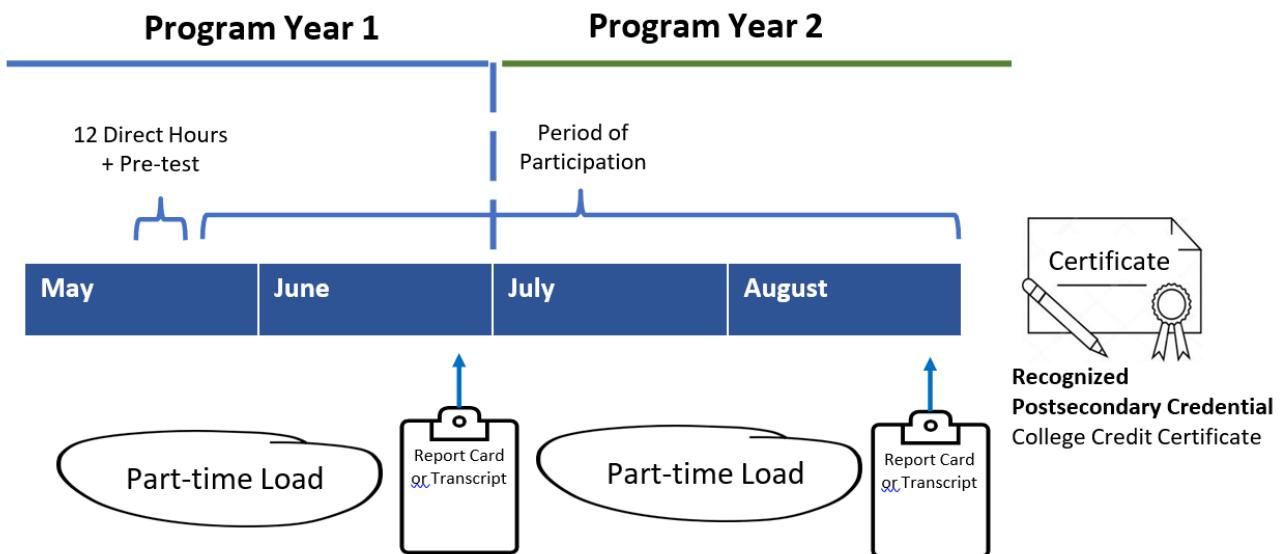 Program Year 1
Program Year 2
12 Direct Hours
+ Pre-test
Period of
Participation
May
June
July
August
Certificate
Recognized
Postsecondary Credential
College Credit Certificate
Part-time Load
Report Card
or Transcript
Part-time Load
Report Card
or Transcript